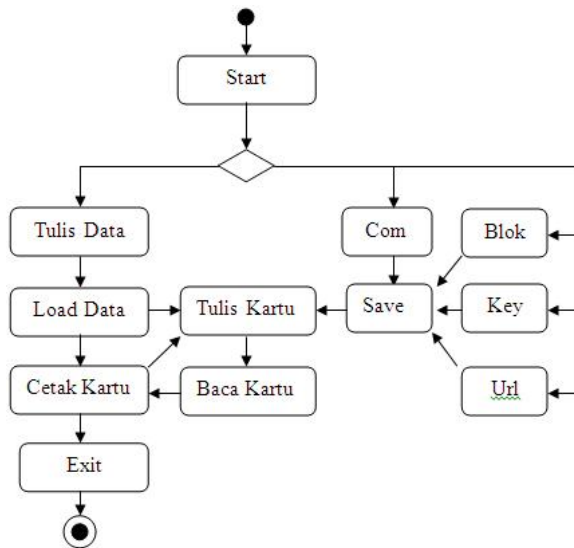 Start
Tulis Data
Com
Blok
Load Data
Tulis Kartu
Save
Key
Cetak Kartu
Baca Kartu
Url
Exit